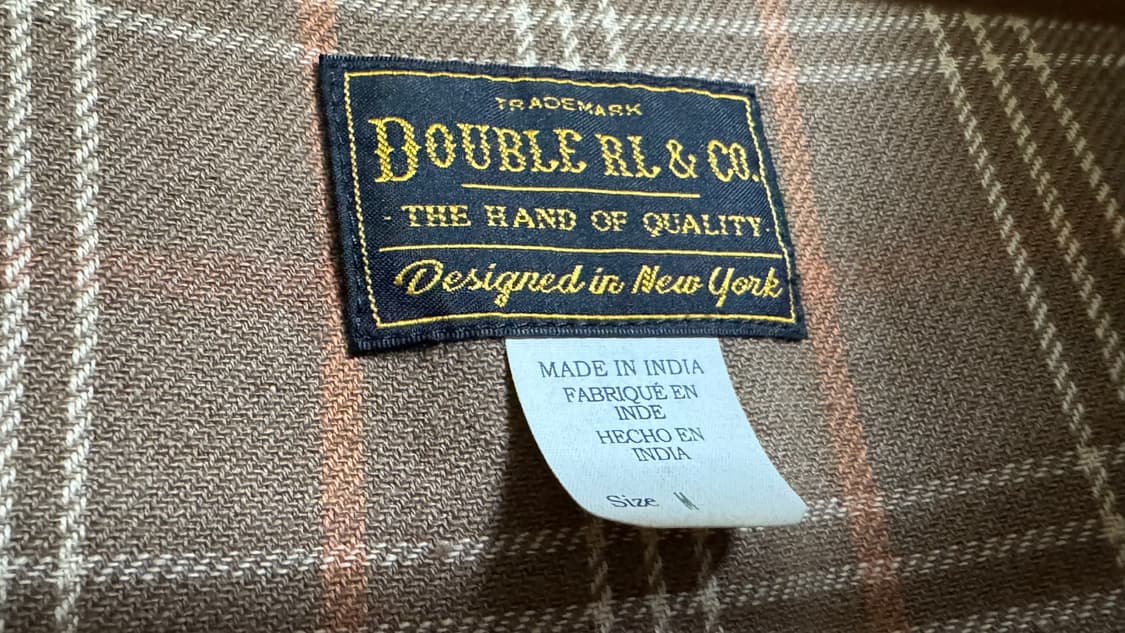 TRADEMARK
DOUBLE RL & CO.
· THE HAND OF QUALITY ·
Designed in New York
MADE IN INDIA
FABRIQUÉ EN
INDE
HECHO EN
INDIA
Size